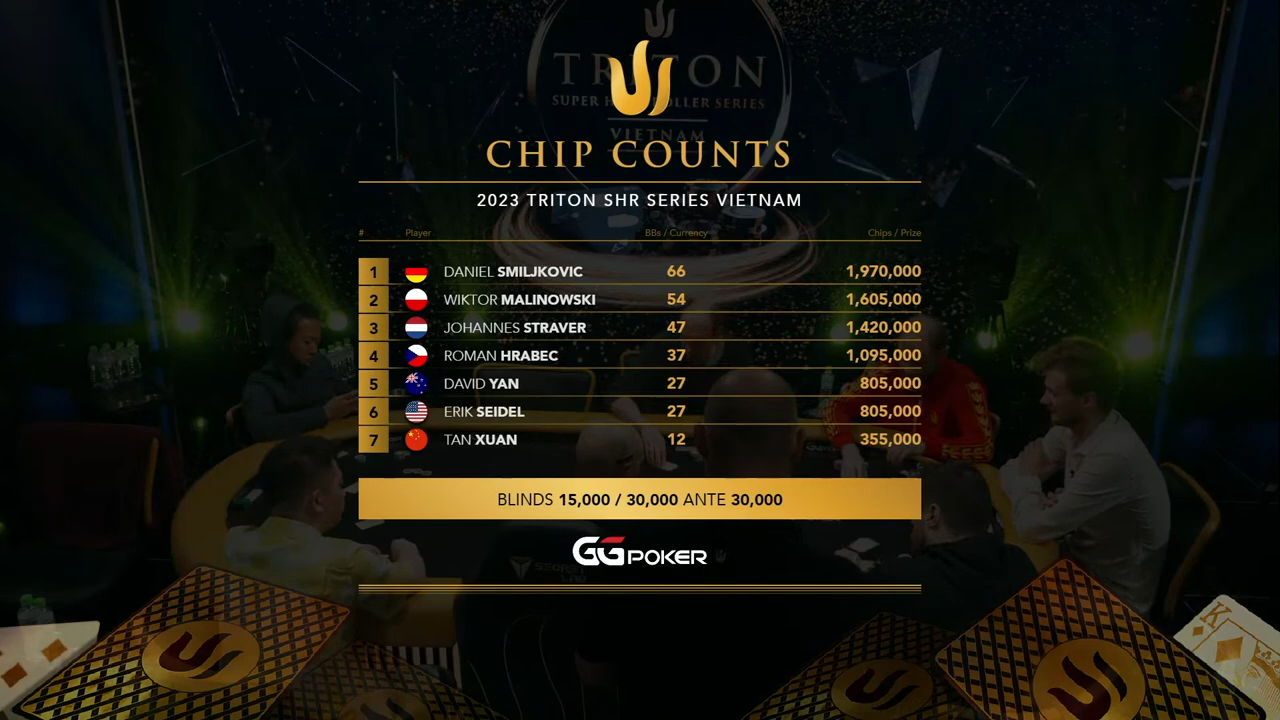 TRITON
SUPER HIGH ROLLER SERIES
VIETNAM
CHIP COUNTS
2023 TRITON SHR SERIES VIETNAM
# Player BBs / Currency Chips / Prize
1 DANIEL SMILJKOVIC 66 1,970,000
2 WIKTOR MALINOWSKI 54 1,605,000
3 JOHANNES STRAVER 47 1,420,000
4 ROMAN HRABEC 37 1,095,000
5 DAVID YAN 27 805,000
6 ERIK SEIDEL 27 805,000
7 TAN XUAN 12 355,000
BLINDS 15,000 / 30,000 ANTE 30,000
GGPOKER
K